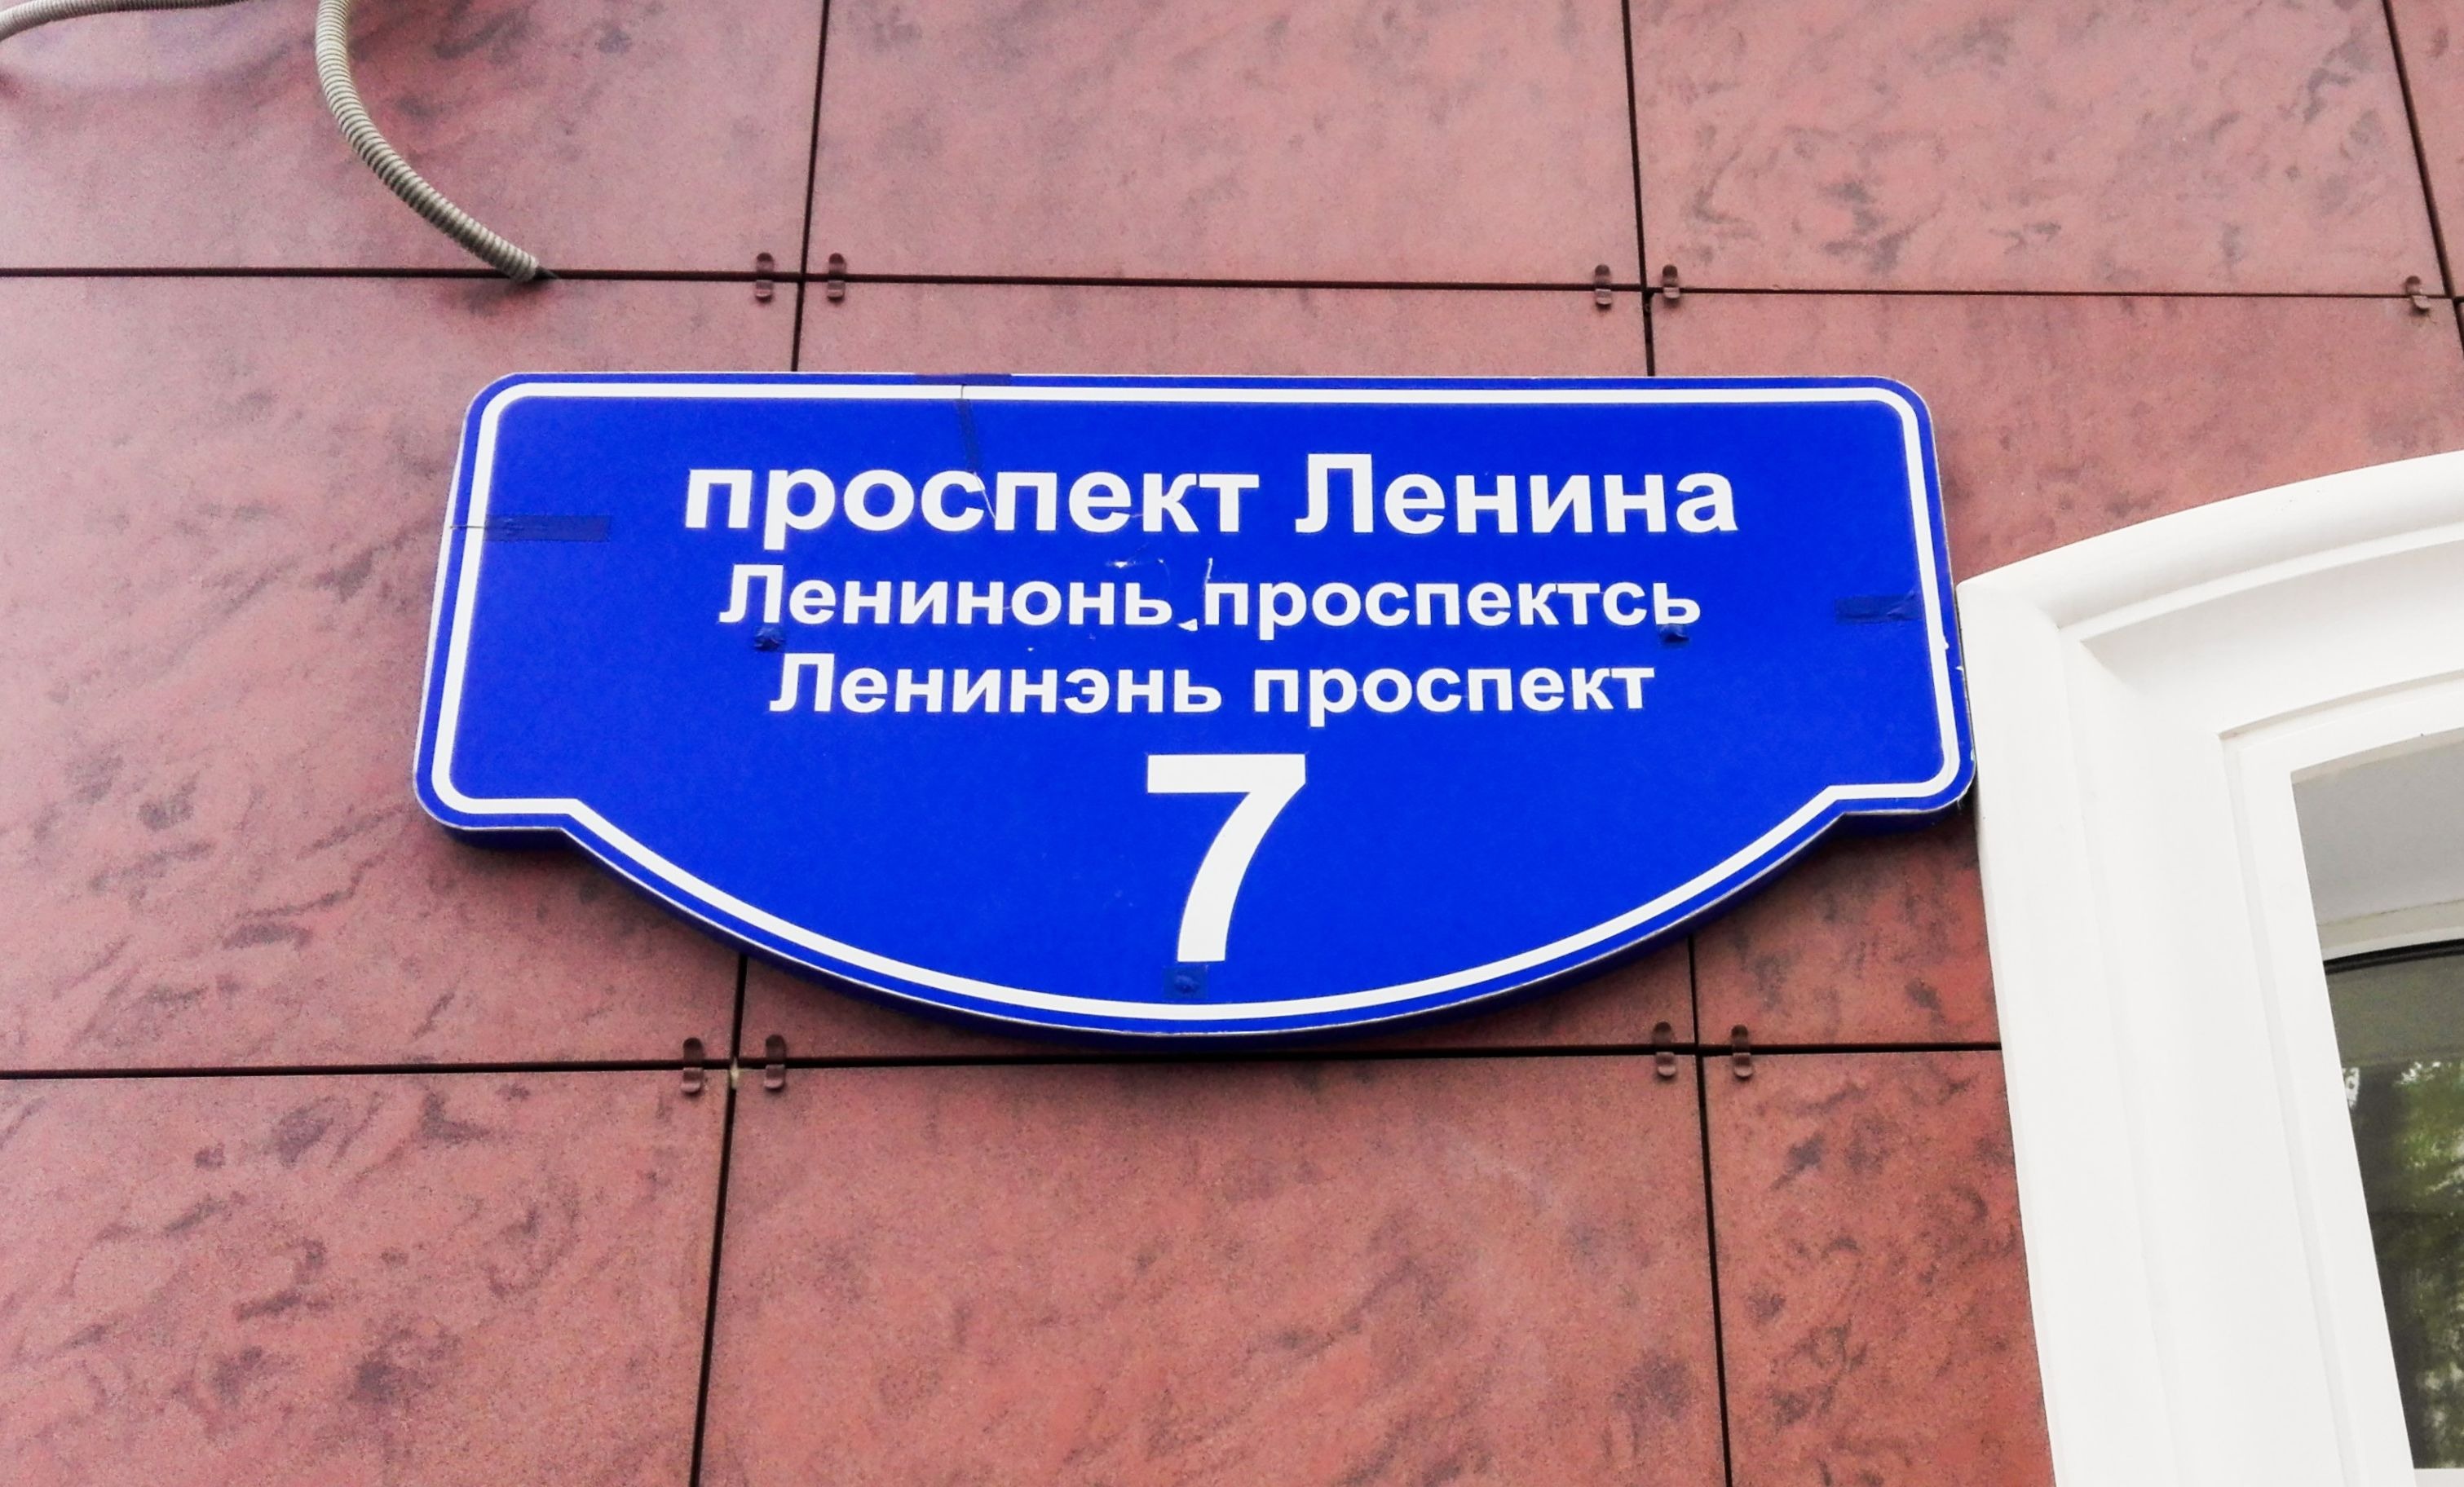 проспект Ленина
Ленинонь проспектсь
Ленинэнь проспект
7